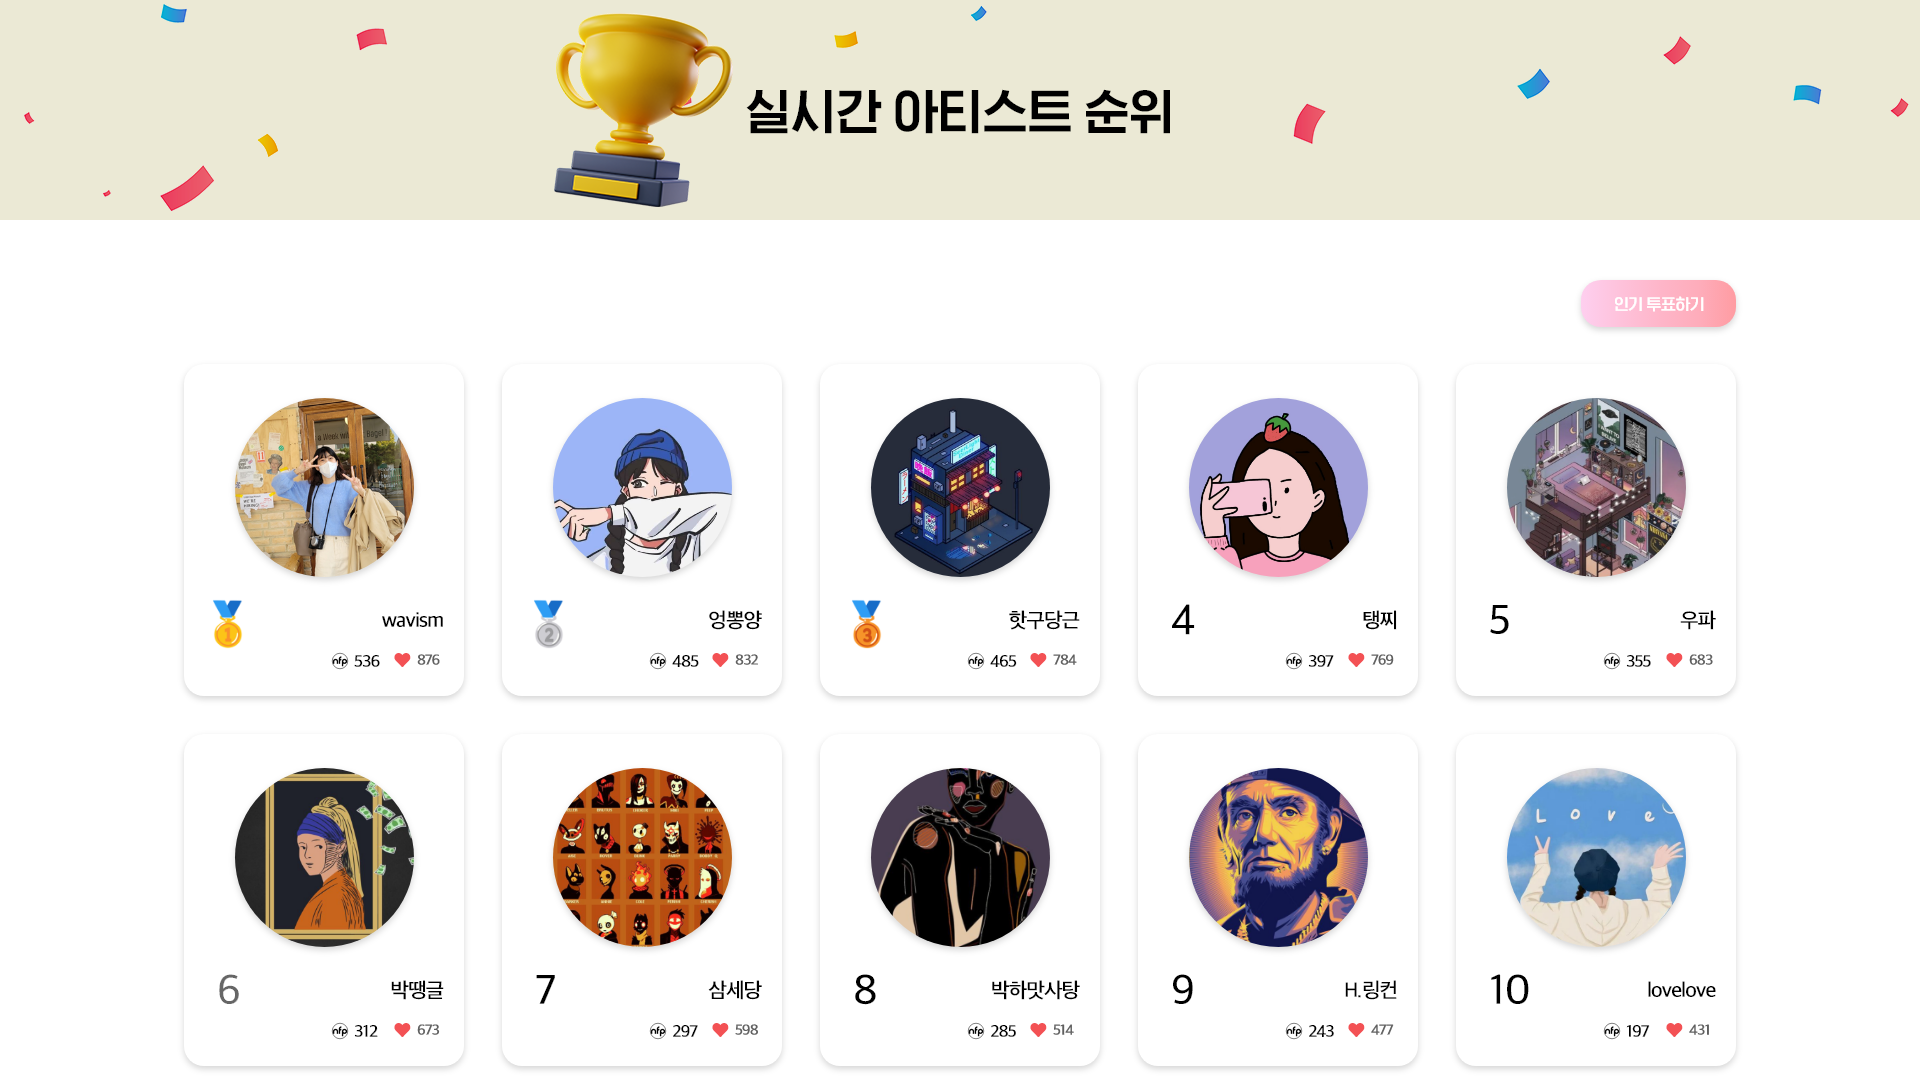 실시간 아티스트 순위
인기 투표하기
1 wavism
nfp 536 876
2 엉뽕양
nfp 485 832
3 핫구당근
nfp 465 784
4 탱찌
nfp 397 769
5 우파
nfp 355 683
6 박땡글
nfp 312 673
7 삼세당
nfp 297 598
8 박하맛사탕
nfp 285 514
9 H.링컨
nfp 243 477
Love
10 lovelove
nfp 197 431